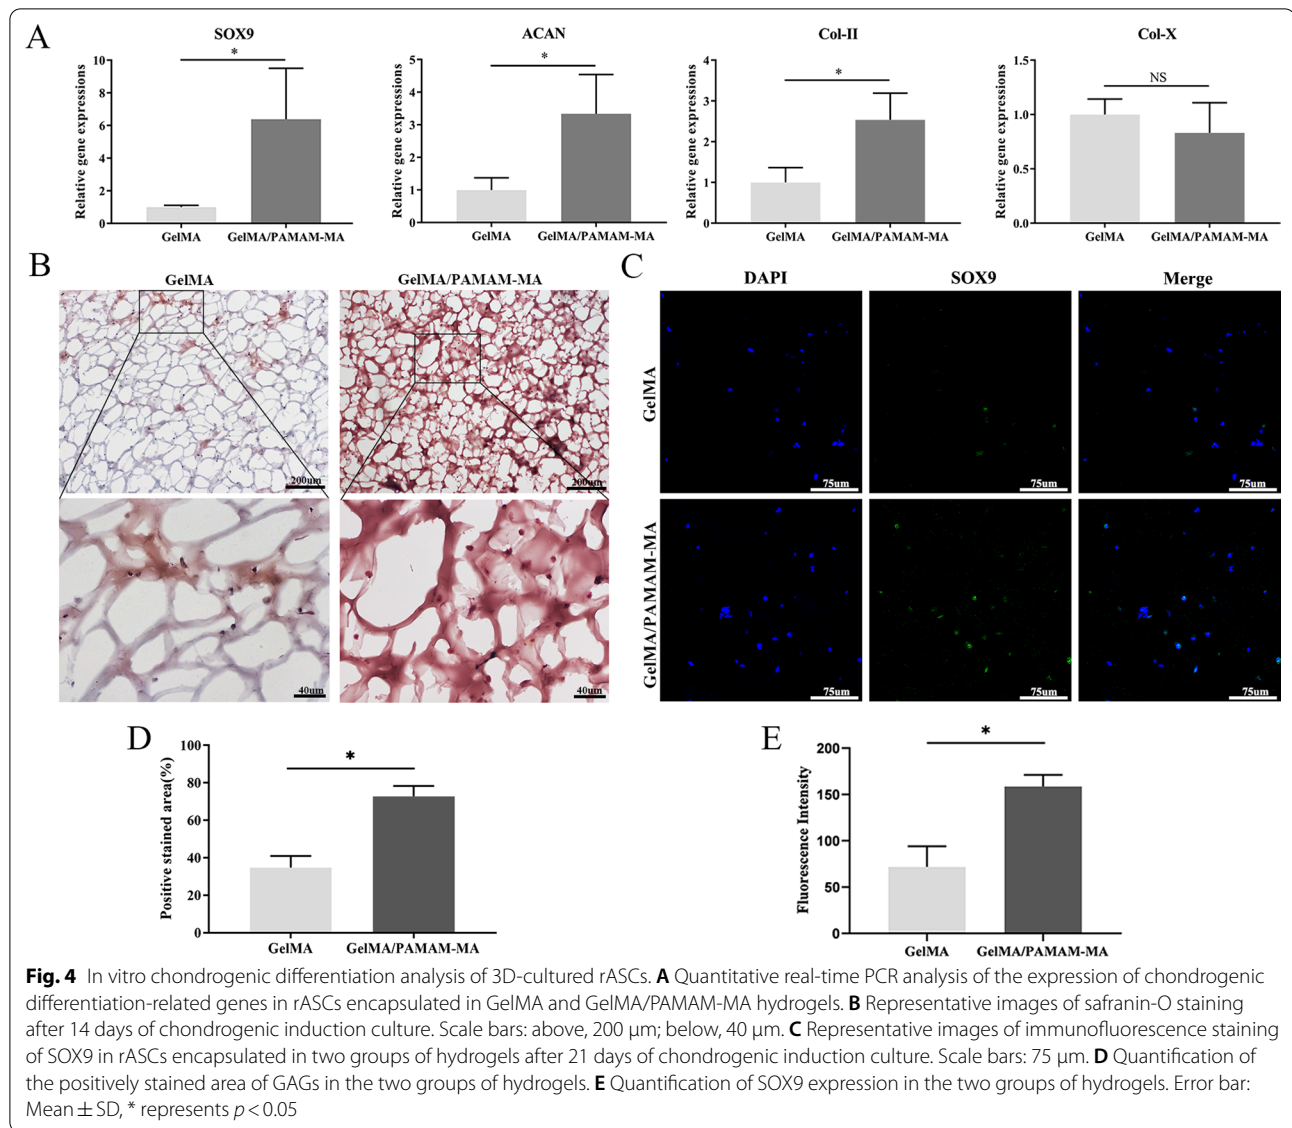 A
SOX9
Relative gene expressions
10
8
6
4
2
0
*
GelMA
GelMA/PAMAM-MA
ACAN
Relative gene expressions
5
4
3
2
1
0
*
GelMA
GelMA/PAMAM-MA
Col-II
Relative gene expressions
4
3
2
1
0
*
GelMA
GelMA/PAMAM-MA
Col-X
Relative gene expressions
1.5
1.0
0.5
0.0
NS
GelMA
GelMA/PAMAM-MA
B
GelMA
GelMA/PAMAM-MA
200um
200um
40um
40um
C
DAPI
SOX9
Merge
GelMA
75um
75um
75um
GelMA/PAMAM-MA
75um
75um
75um
D
Positive stained area(%)
100
80
60
40
20
0
*
GelMA
GelMA/PAMAM-MA
E
Fluorescence Intensity
200
150
100
50
0
*
GelMA
GelMA/PAMAM-MA
Fig. 4 In vitro chondrogenic differentiation analysis of 3D-cultured rASCs. A Quantitative real-time PCR analysis of the expression of chondrogenic
differentiation-related genes in rASCs encapsulated in GelMA and GelMA/PAMAM-MA hydrogels. B Representative images of safranin-O staining
after 14 days of chondrogenic induction culture. Scale bars: above, 200 μm; below, 40 μm. C Representative images of immunofluorescence staining
of SOX9 in rASCs encapsulated in two groups of hydrogels after 21 days of chondrogenic induction culture. Scale bars: 75 μm. D Quantification of
the positively stained area of GAGs in the two groups of hydrogels. E Quantification of SOX9 expression in the two groups of hydrogels. Error bar:
Mean ± SD, * represents p < 0.05